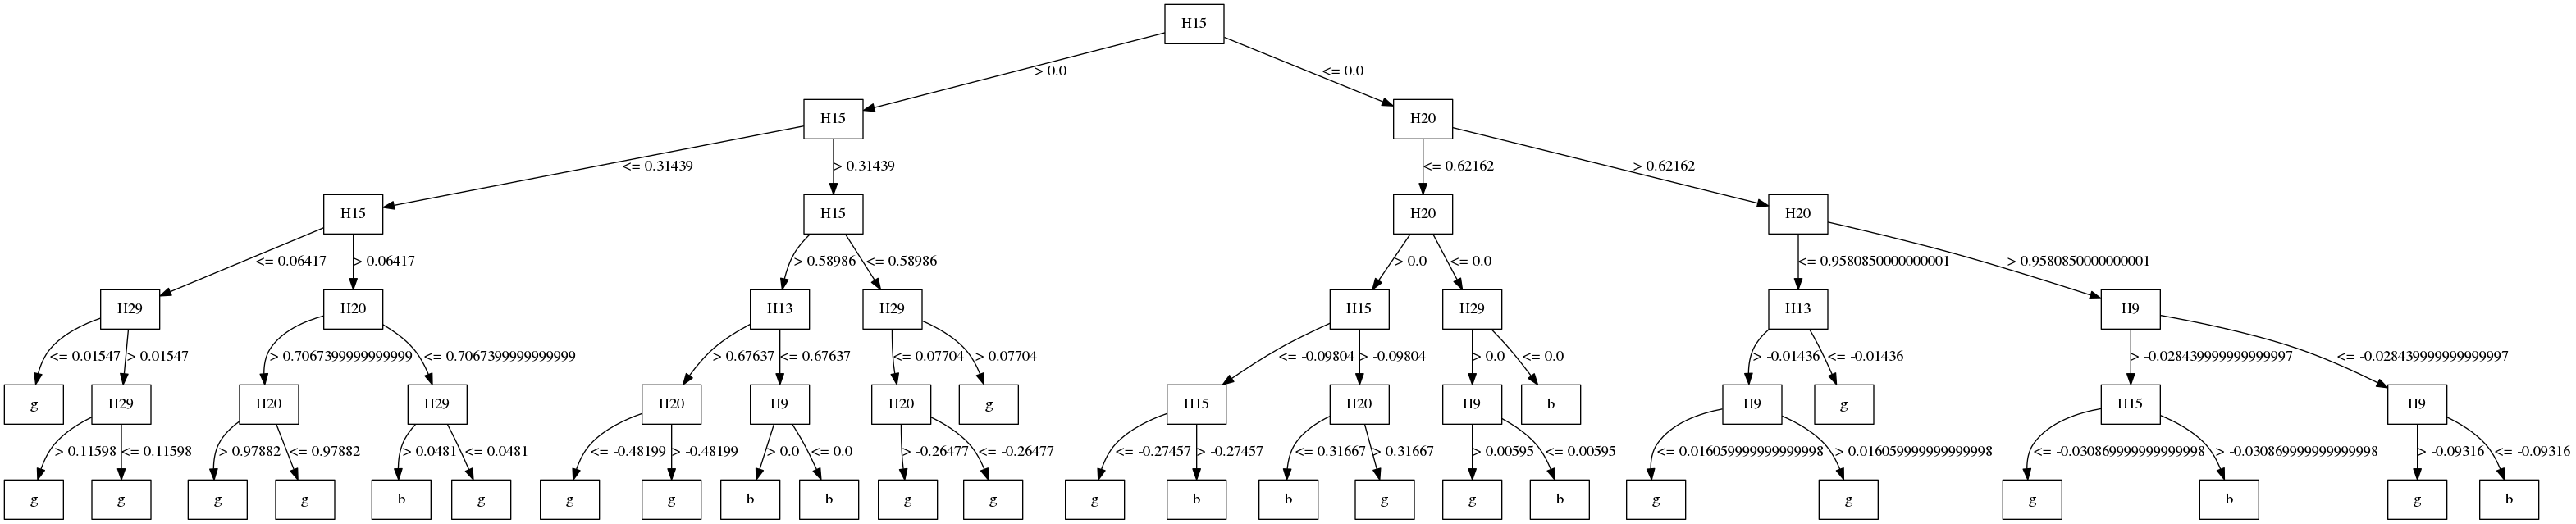 H15
> 0.0 <= 0.0
H15 H20
<= 0.31439 > 0.31439 <= 0.62162 > 0.62162
H15 H15 H20 H20
<= 0.06417 > 0.06417 > 0.58986 <= 0.58986 > 0.0 <= 0.0 <= 0.9580850000000001 > 0.9580850000000001
H29 H20 H13 H29 H15 H29 H13 H9
<= 0.01547 > 0.01547 > 0.7067399999999999 <= 0.7067399999999999 > 0.67637 <= 0.67637 <= 0.07704 > 0.07704 <= -0.09804 > -0.09804 > 0.0 <= 0.0 > -0.01436 <= -0.01436 > -0.028439999999999997 <= -0.028439999999999997
g H29 H20 H29 H20 H9 H20 g H15 H20 H9 b H9 g H15 H9
> 0.11598 <= 0.11598 > 0.97882 <= 0.97882 > 0.0481 <= 0.0481 <= -0.48199 > -0.48199 > 0.0 <= 0.0 > -0.26477 <= -0.26477 <= -0.27457 > -0.27457 <= 0.31667 > 0.31667 > 0.00595 <= 0.00595 <= 0.016059999999999998 > 0.016059999999999998 <= -0.030869999999999998 > -0.030869999999999998 > -0.09316 <= -0.09316
g g g g b g g g b b g g g b b g g b g g g b g b